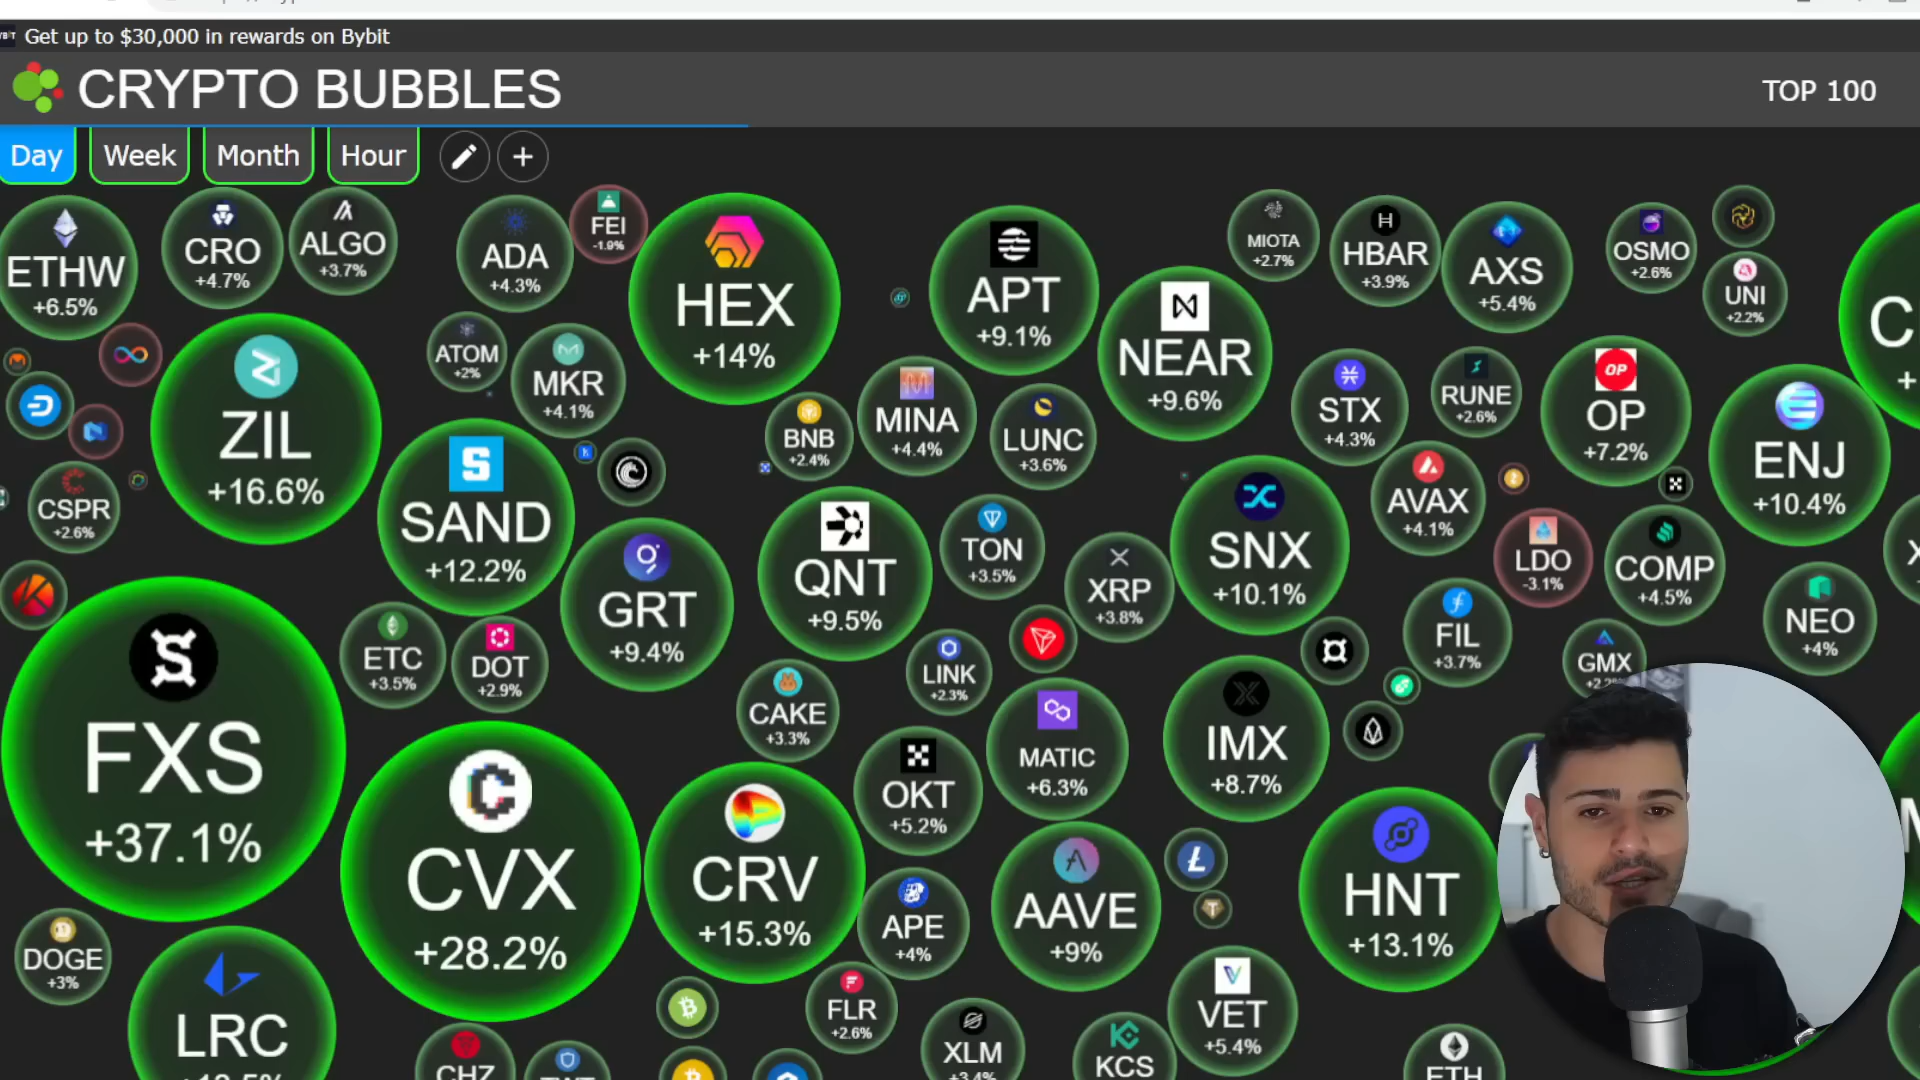 Get up to $30,000 in rewards on Bybit
CRYPTO BUBBLES
TOP 100
Day
Week
Month
Hour
ETHW
+6.5%
CRO
+4.7%
ALGO
+3.7%
ADA
+4.3%
FEI
-1.9%
HEX
+14%
APT
+9.1%
NEAR
+9.6%
MIOTA
+2.7%
HBAR
+3.9%
AXS
+5.4%
OSMO
+2.6%
UNI
+2.2%
ZIL
+16.6%
ATOM
+2%
MKR
+4.1%
BNB
+2.4%
MINA
+4.4%
LUNC
+3.6%
STX
+4.3%
RUNE
+2.6%
OP
OP
+7.2%
ENJ
+10.4%
CSPR
+2.6%
SAND
+12.2%
GRT
+9.4%
QNT
+9.5%
TON
+3.5%
XRP
+3.8%
SNX
+10.1%
AVAX
+4.1%
LDO
-3.1%
COMP
+4.5%
NEO
+4%
FXS
+37.1%
ETC
+3.5%
DOT
+2.9%
CAKE
+3.3%
LINK
+2.3%
MATIC
+6.3%
IMX
+8.7%
FIL
+3.7%
GMX
CVX
+28.2%
CRV
+15.3%
OKT
+5.2%
APE
+4%
AAVE
+9%
HNT
+13.1%
DOGE
+3%
LRC
CHZ
FLR
+2.6%
XLM
+3.4%
KCS
VET
+5.4%
ETH